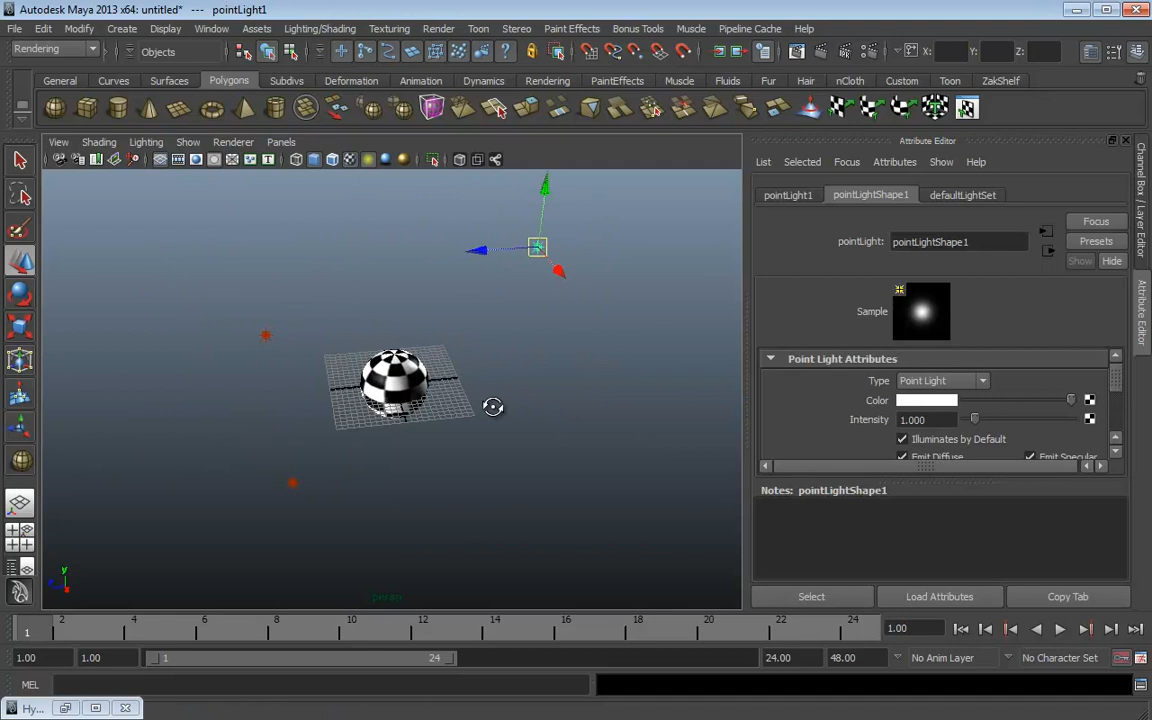 Autodesk Maya 2013 x64: untitled* --- pointLight1
File Edit Modify Create Display Window Assets Lighting/Shading Texturing Render Toon Stereo Paint Effects Bonus Tools Muscle Pipeline Cache Help
Rendering Objects X: Y: Z:
General Curves Surfaces Polygons Subdivs Deformation Animation Dynamics Rendering PaintEffects Muscle Fluids Fur Hair nCloth Custom Toon ZakShelf
View Shading Lighting Show Renderer Panels
Attribute Editor
List Selected Focus Attributes Show Help
pointLight1 pointLightShape1 defaultLightSet
Focus
pointLight: pointLightShape1 Presets
Show Hide
Sample
Point Light Attributes
Type Point Light
Color
Intensity 1.000
Illuminates by Default
Emit Diffuse Emit Specular
Notes: pointLightShape1
Select Load Attributes Copy Tab
Channel Box / Layer Editor
Attribute Editor
y
persp
1 2 4 6 8 10 12 14 16 18 20 22 24 1.00
1.00 1.00 1 24 24.00 48.00 No Anim Layer No Character Set
MEL
Hy...